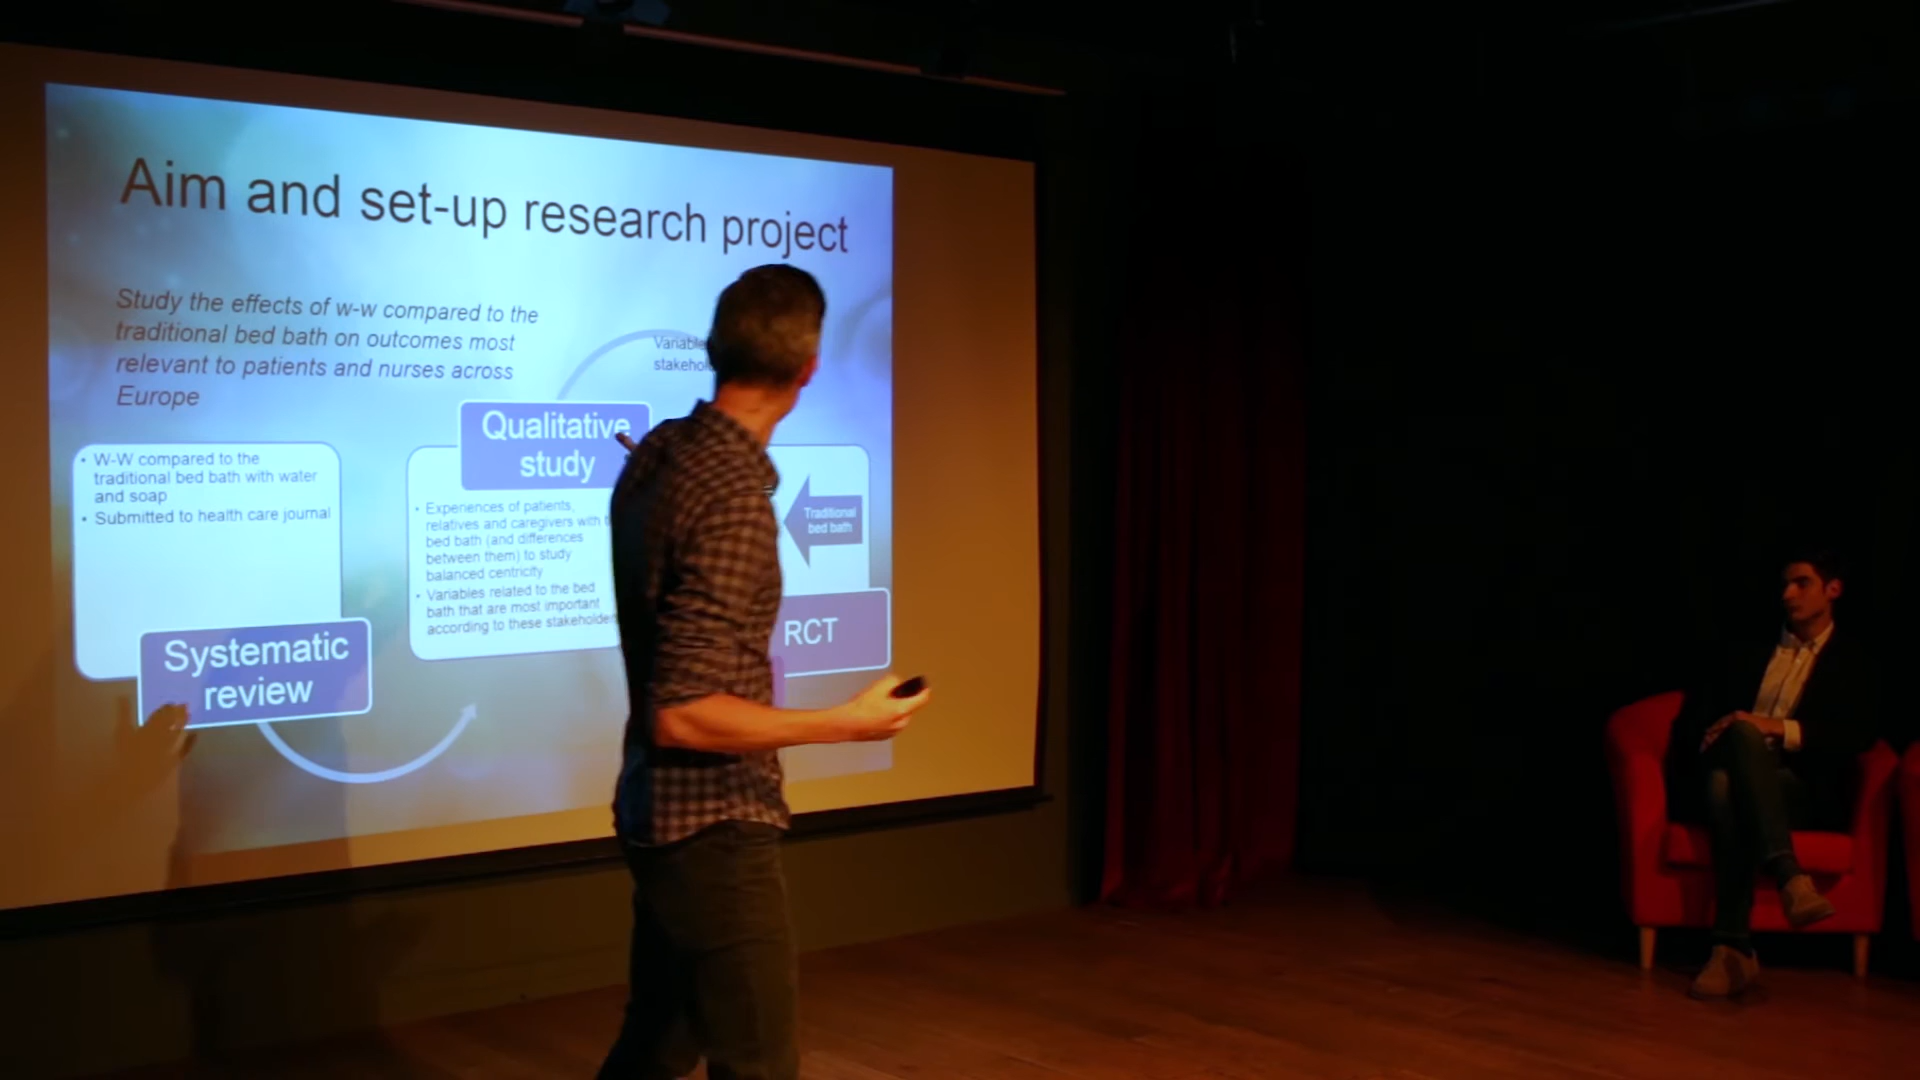 Aim and set-up research project
Study the effects of w-w compared to the
traditional bed bath on outcomes most
relevant to patients and nurses across
Europe
• W-W compared to the
traditional bed bath with water
and soap
• Submitted to health care journal
Systematic
review
Qualitative
study
• Experiences of patients,
relatives and caregivers with
bed bath (and differences
between them) to study
balanced centricity
• Variables related to the bed
bath that are most important
according to these
Traditional
bed bath
RCT